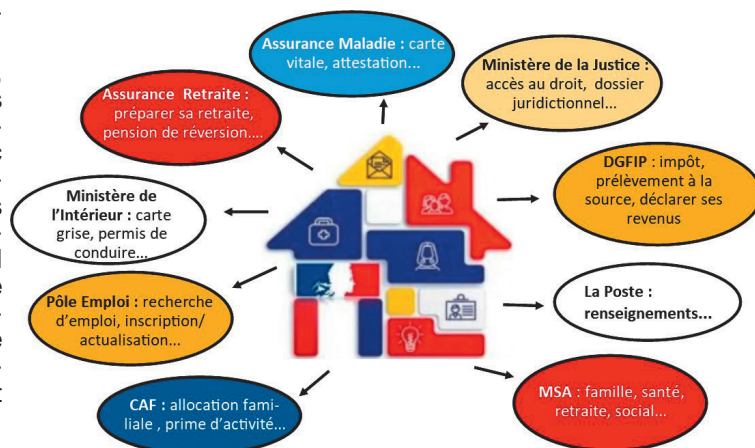 Assurance Maladie : carte
vitale, attestation...
Ministère de la Justice :
accès au droit, dossier
juridictionnel...
Assurance Retraite :
préparer sa retraite,
pension de réversion....
DGFIP : impôt,
prélèvement à la
source, déclarer ses
revenus
Ministère de
l'Intérieur : carte
grise, permis de
conduire...
La Poste :
renseignements...
Pôle Emploi : recherche
d'emploi, inscription/
actualisation...
MSA : famille, santé,
retraite, social...
CAF : allocation fami-
liale , prime d'activité...